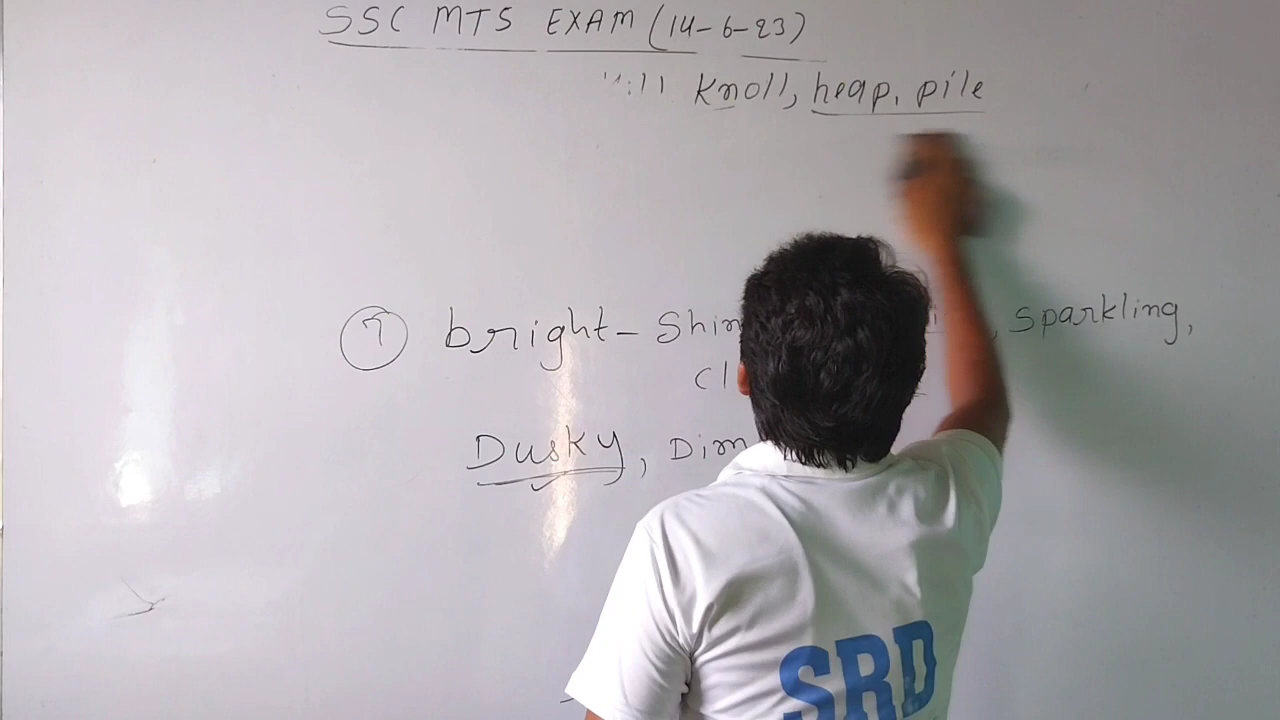 SSC MTS EXAM (14-6-23)
Knoll, heap, pile
7 bright - Shin , Sparkling,
cl
Dusky, Dim
SRD